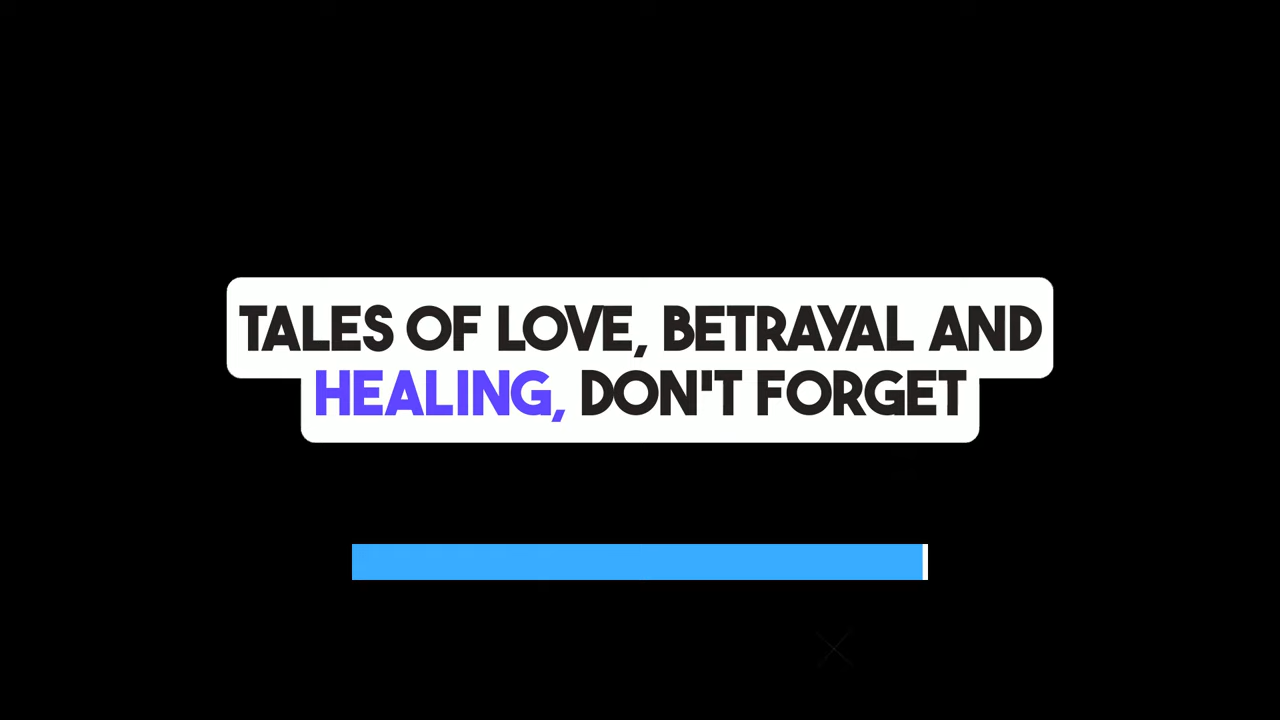 TALES OF LOVE, BETRAYAL AND
HEALING, DON'T FORGET